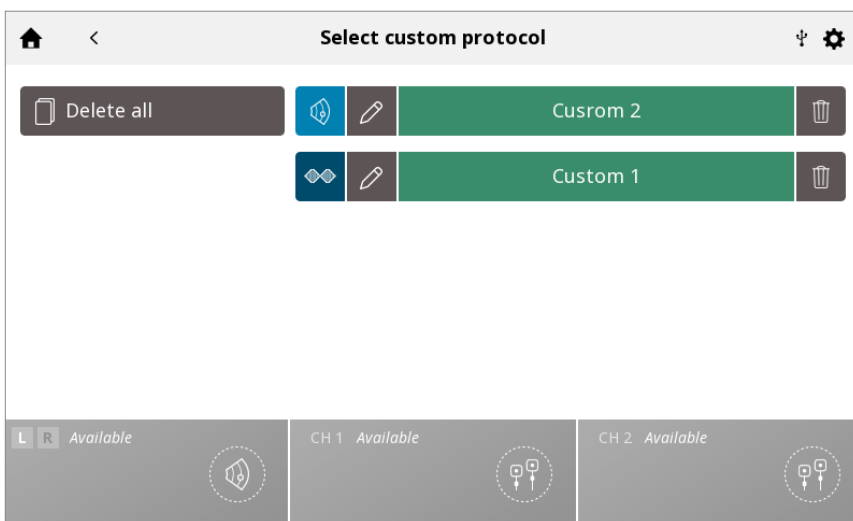 Select custom protocol
Delete all
Cusrom 2
Custom 1
L R Available
CH 1 Available
CH 2 Available